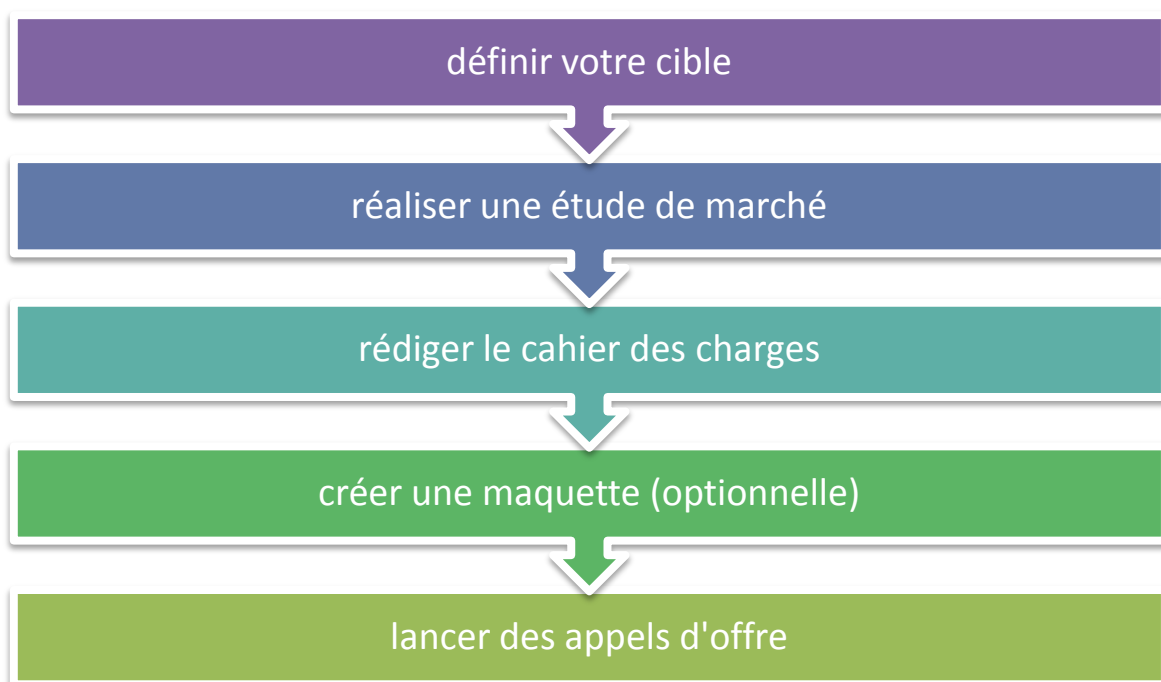 définir votre cible
réaliser une étude de marché
rédiger le cahier des charges
créer une maquette (optionnelle)
lancer des appels d'offre